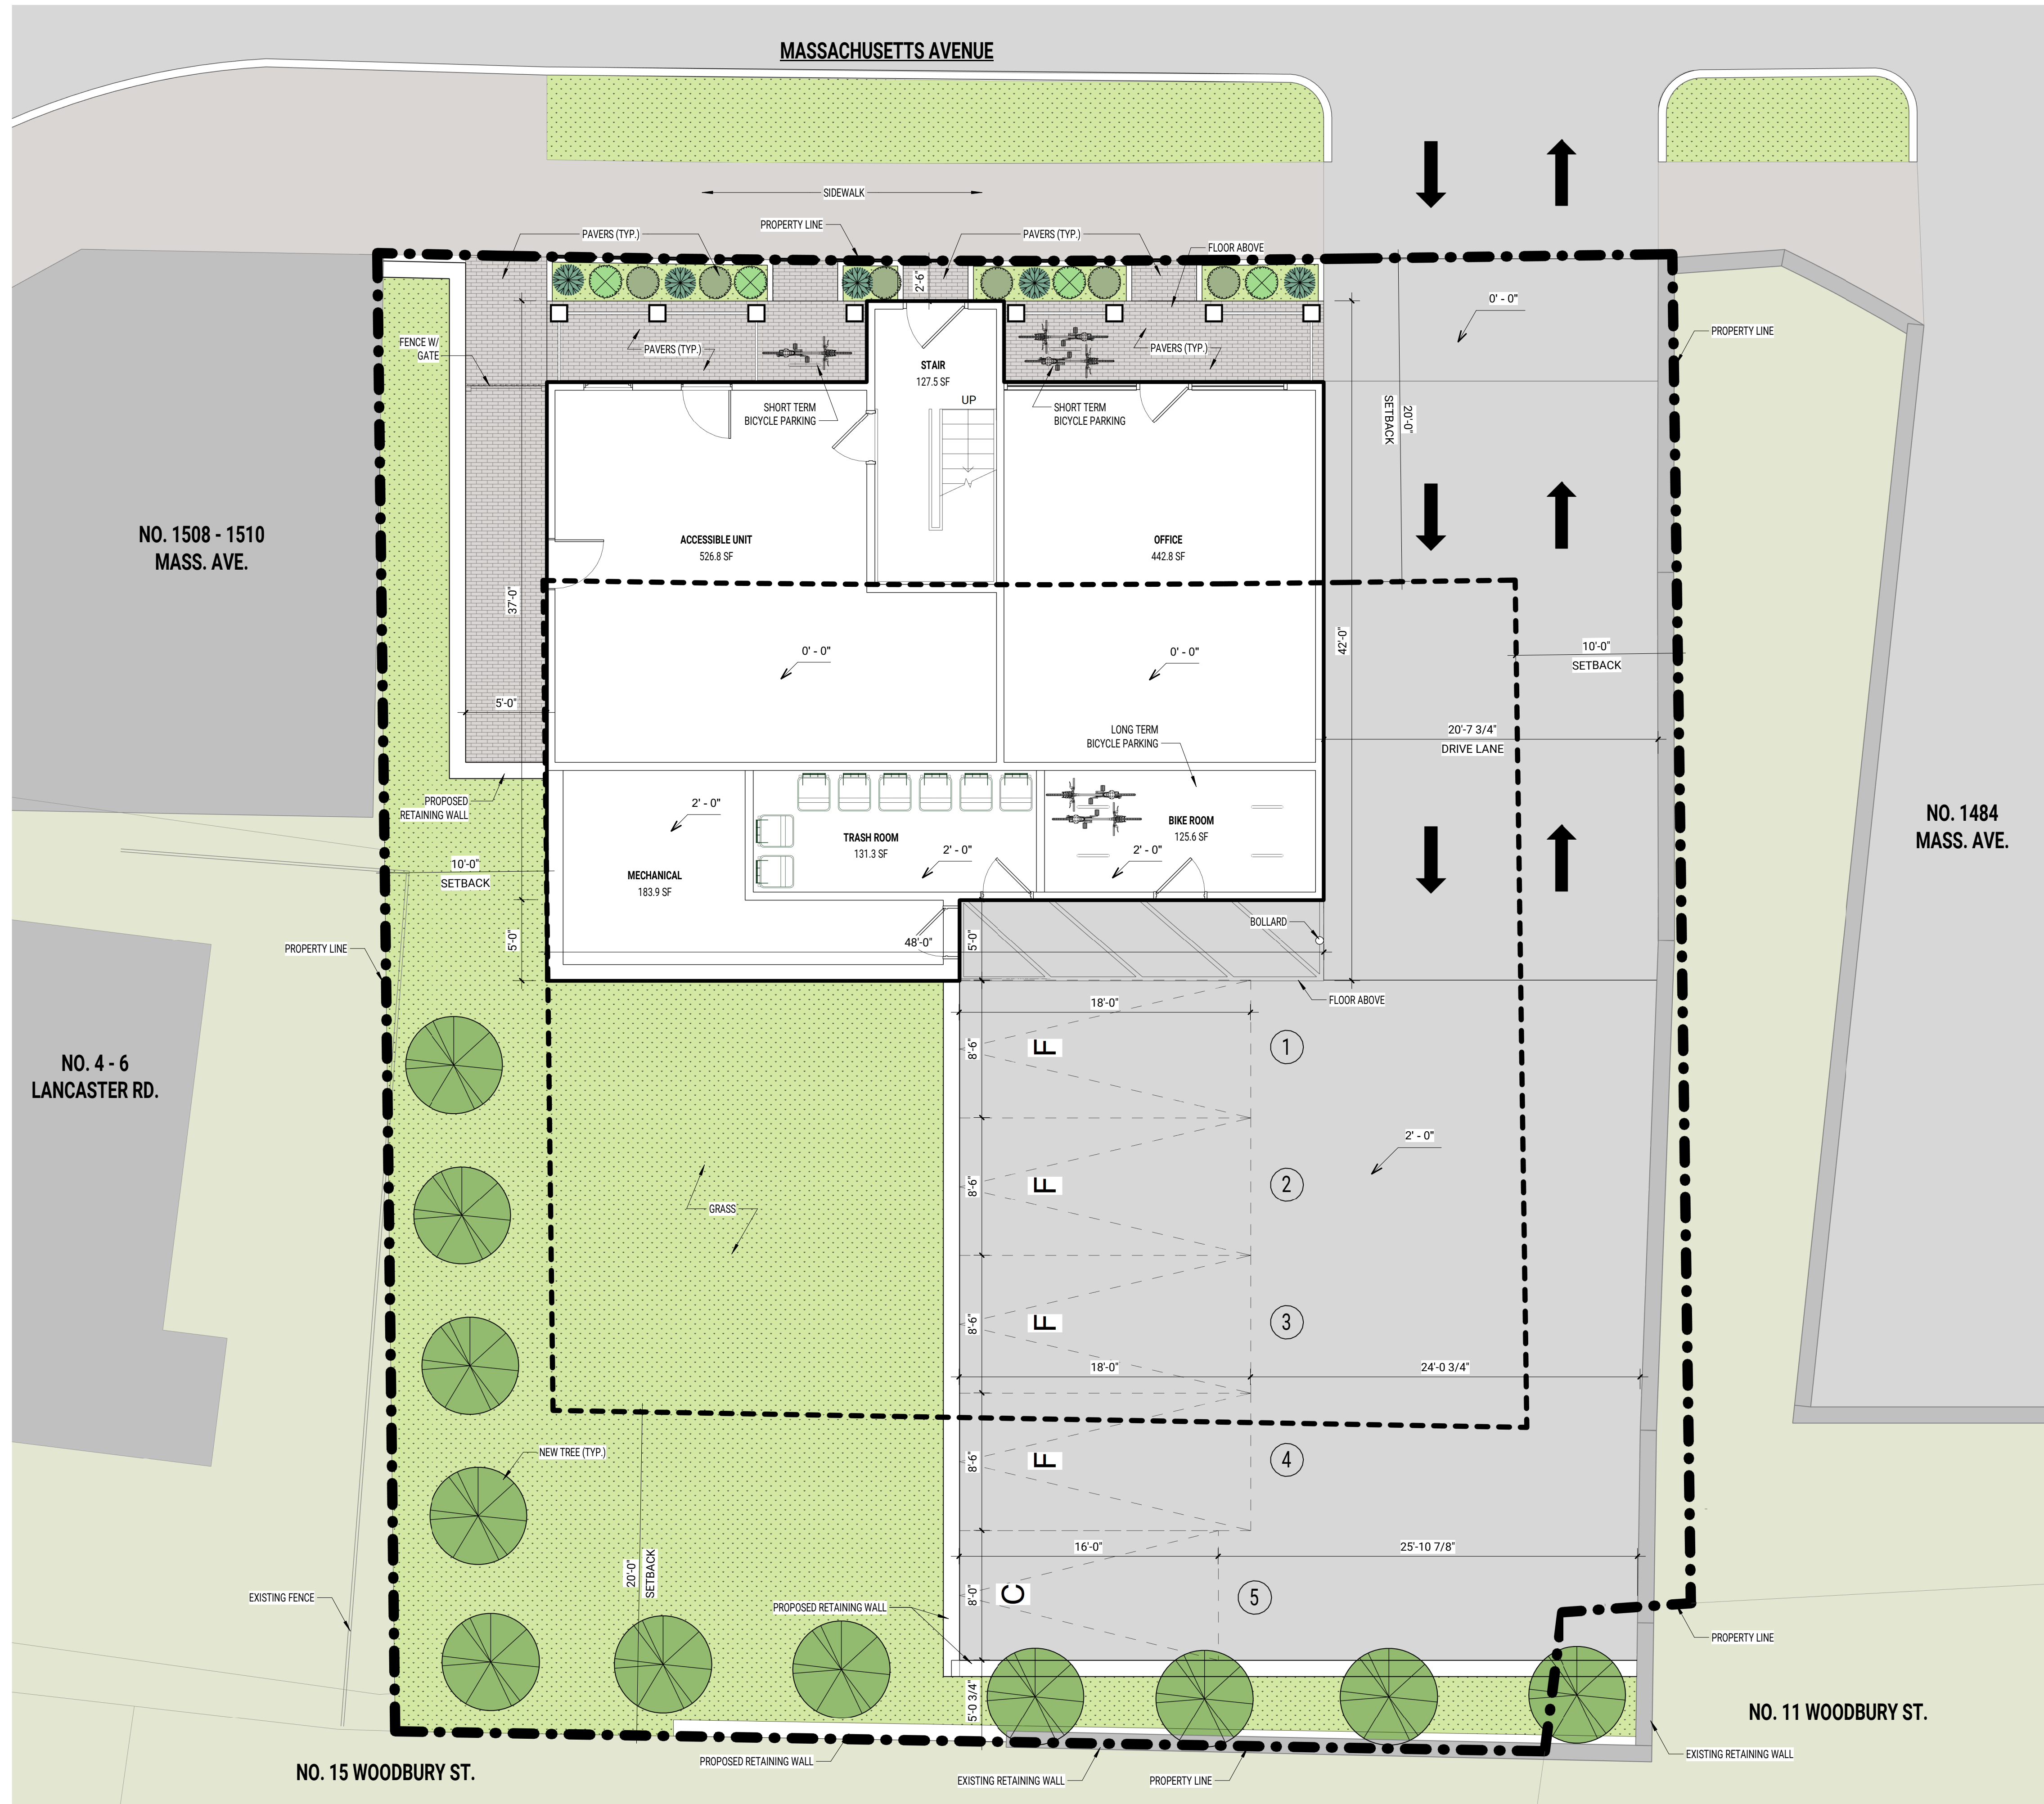 MASSACHUSETTS AVENUE
SIDEWALK
PROPERTY LINE
PAVERS (TYP.)
PAVERS (TYP.)
FLOOR ABOVE
2'-6"
0' - 0"
PROPERTY LINE
FENCE W/
GATE
PAVERS (TYP.)
PAVERS (TYP.)
STAIR
127.5 SF
UP
SHORT TERM
BICYCLE PARKING
SHORT TERM
BICYCLE PARKING
20'-0"
SETBACK
NO. 1508 - 1510
MASS. AVE.
ACCESSIBLE UNIT
526.8 SF
OFFICE
442.8 SF
37'-0"
42'-0"
0' - 0"
0' - 0"
10'-0"
SETBACK
5'-0"
LONG TERM
BICYCLE PARKING
20'-7 3/4"
DRIVE LANE
PROPOSED
RETAINING WALL
2' - 0"
TRASH ROOM
131.3 SF
BIKE ROOM
125.6 SF
2' - 0"
2' - 0"
NO. 1484
MASS. AVE.
10'-0"
SETBACK
MECHANICAL
183.9 SF
BOLLARD
PROPERTY LINE
5'-0"
48'-0"
5'-0"
FLOOR ABOVE
18'-0"
8'-6"
F
1
NO. 4 - 6
LANCASTER RD.
2' - 0"
8'-6"
F
2
GRASS
8'-6"
F
3
18'-0"
24'-0 3/4"
NEW TREE (TYP.)
8'-6"
F
4
16'-0"
25'-10 7/8"
20'-0"
SETBACK
EXISTING FENCE
8'-0"
C
5
PROPOSED RETAINING WALL
PROPERTY LINE
5'-0 3/4"
NO. 11 WOODBURY ST.
EXISTING RETAINING WALL
PROPOSED RETAINING WALL
NO. 15 WOODBURY ST.
EXISTING RETAINING WALL
PROPERTY LINE